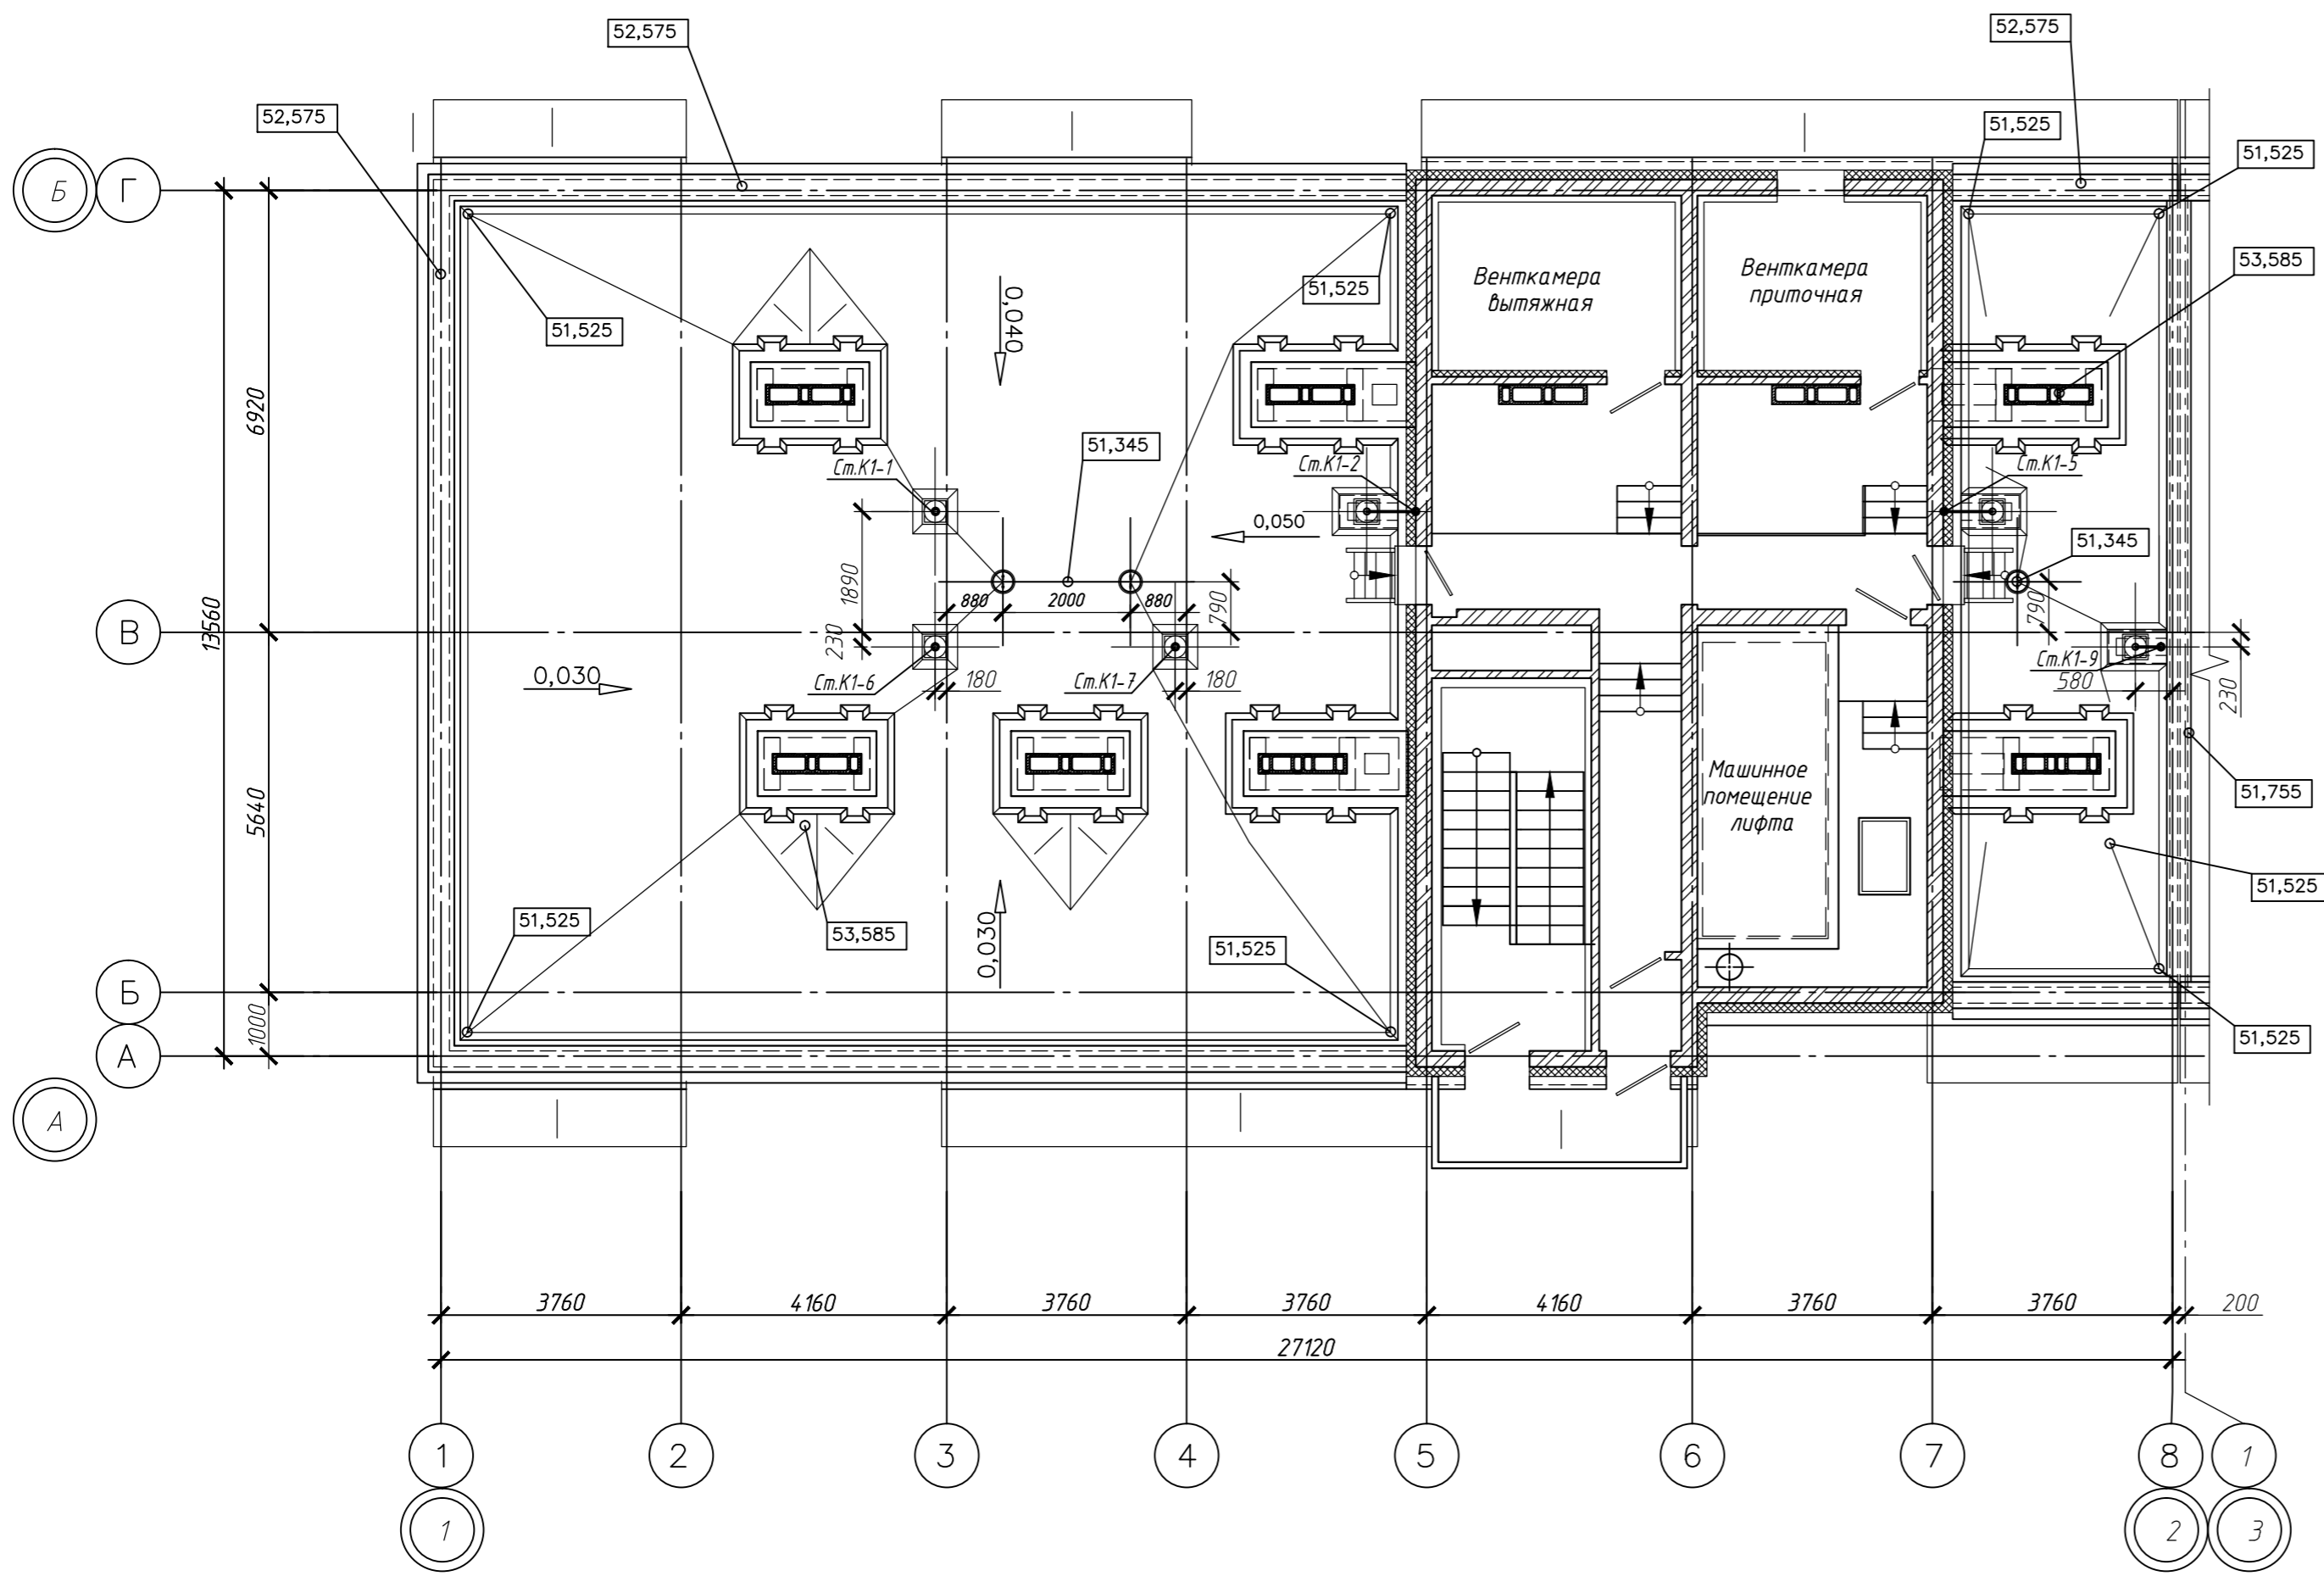 52,575
52,575
52,575
51,525
51,525
53,585
Б
Г
51,525
51,525
0,040
Венткамера
вытяжная
Венткамера
приточная
6920
51,345
Ст.К1-1
Ст.К1-2
Ст.К1-5
0,050
51,345
13560
1890
880
2000
880
790
790
В
230
0,030
Ст.К1-6
180
Ст.К1-7
180
Ст.К1-9
580
230
5640
Машинное
помещение
лифта
51,755
51,525
51,525
53,585
0,030
51,525
51,525
Б
1000
А
А
3760
4160
3760
3760
4160
3760
3760
200
27120
1
2
3
4
5
6
7
8
1
1
2
3